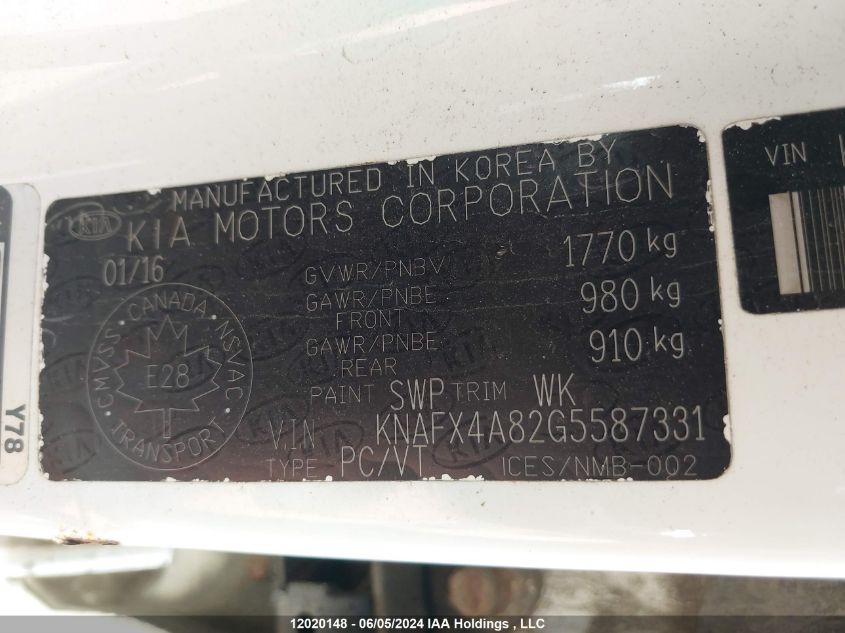 MANUFACTURED IN KOREA BY
KIA KIA MOTORS CORPORATION
01/16
GVWR/PNBV 1770 kg
GAWR/PNBE FRONT 980 kg
GAWR/PNBE REAR 910 kg
CMVSS · CANADA · NSVAC
E28
TRANSPORT
PAINT SWP TRIM WK
VIN KNAFX4A82G5587331
TYPE PC/VT ICES/NMB-002
Y78
VIN
12020148 - 06/05/2024 IAA Holdings , LLC